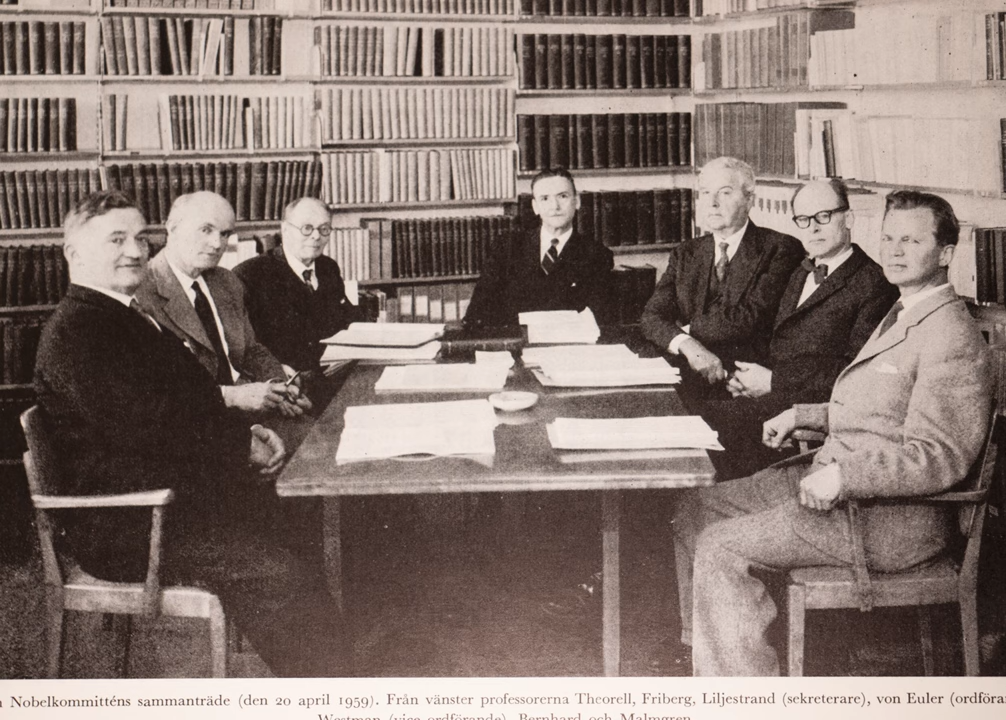 Nobelkommitténs sammanträde (den 20 april 1959). Från vänster professorerna Theorell, Friberg, Liljestrand (sekreterare), von Euler (ordföra
Westman (vice ordförande), Bernhard och Malmgren